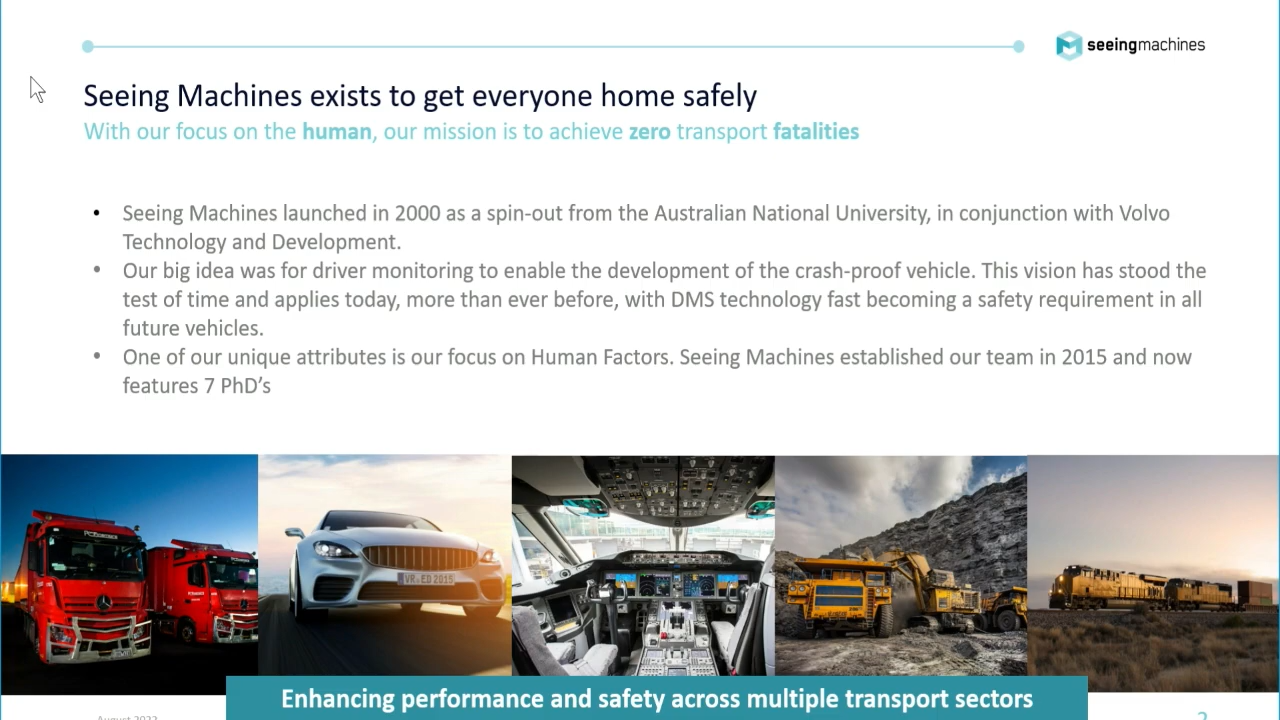 seeingmachines
Seeing Machines exists to get everyone home safely
With our focus on the human, our mission is to achieve zero transport fatalities
• Seeing Machines launched in 2000 as a spin-out from the Australian National University, in conjunction with Volvo
Technology and Development.
• Our big idea was for driver monitoring to enable the development of the crash-proof vehicle. This vision has stood the
test of time and applies today, more than ever before, with DMS technology fast becoming a safety requirement in all
future vehicles.
• One of our unique attributes is our focus on Human Factors. Seeing Machines established our team in 2015 and now
features 7 PhD’s
VR ED 2015
Enhancing performance and safety across multiple transport sectors
August 2022
2